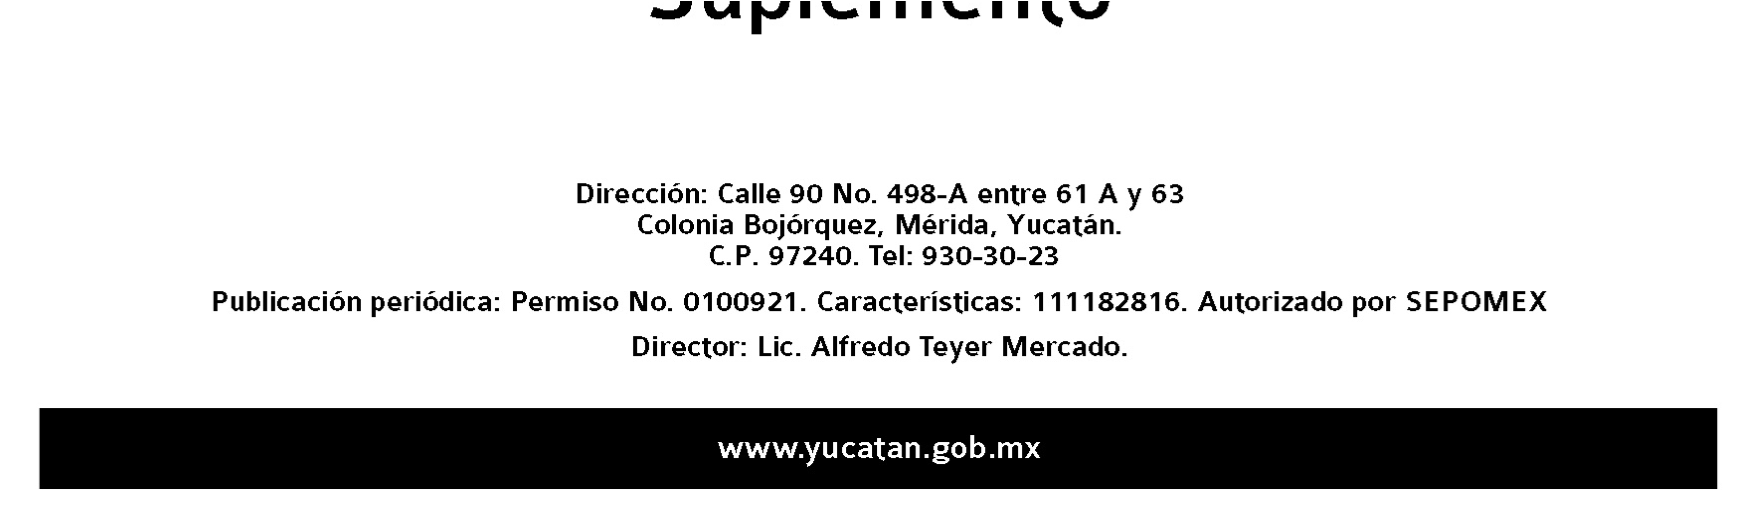 Suplemento
Dirección: Calle 90 No. 498-A entre 61 A y 63
Colonia Bojórquez, Mérida, Yucatán.
C.P. 97240. Tel: 930-30-23
Publicación periódica: Permiso No. 0100921. Características: 111182816. Autorizado por SEPOMEX
Director: Lic. Alfredo Teyer Mercado.
www.yucatan.gob.mx